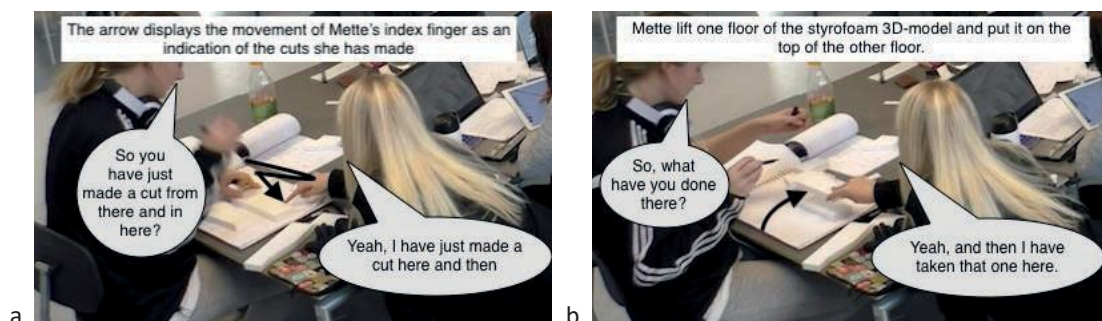 The arrow displays the movement of Mette's index finger as an
indication of the cuts she has made
So you
have just
made a cut from
there and in
here?
Yeah, I have just made a
cut here and then
a
Mette lift one floor of the styrofoam 3D-model and put it on the
top of the other floor.
So, what
have you done
there?
Yeah, and then I have
taken that one here.
b